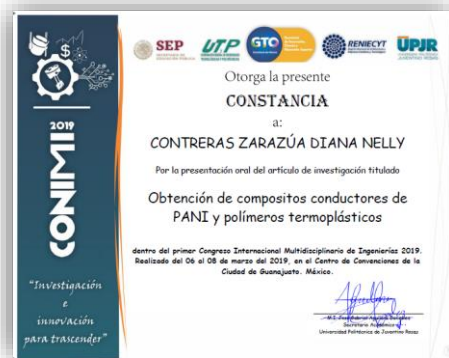 SEP
UTP
GTO
RENIECYT
UPJR
Otorga la presente
CONSTANCIA
a:
CONTRERAS ZARAZÚA DIANA NELLY
Por la presentación oral del artículo de investigación titulado
Obtención de compositos conductores de
PANI y polímeros termoplásticos
dentro del primer Congreso Internacional Multidisciplinario de Ingenierías 2019.
Realizado del 06 al 08 de marzo del 2019, en el Centro de Convenciones de la
Ciudad de Guanajuato. México.
Secretario Académico
Universidad Politécnica de Juventino Rosas
2019
CONIMI
"Investigación
e
innovación
para trascender"